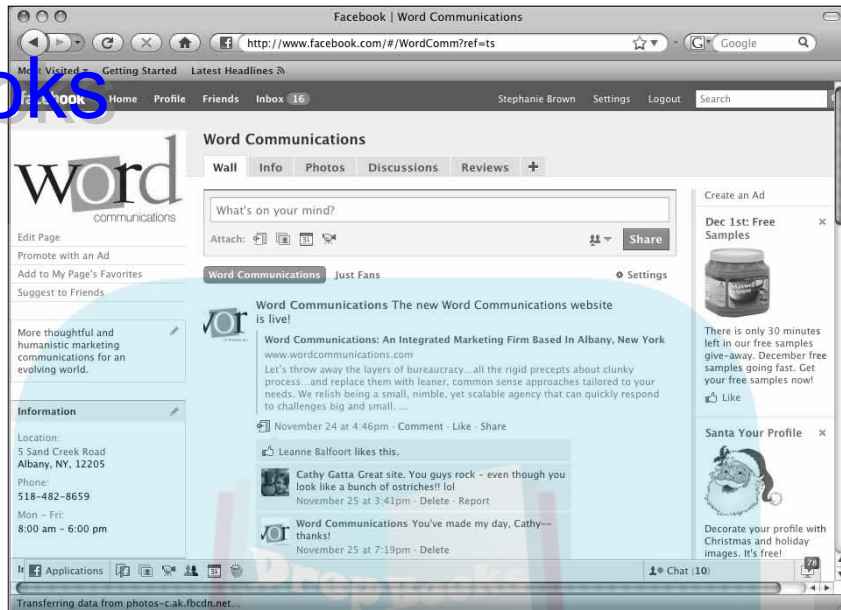 Facebook | Word Communications
http://www.facebook.com/#/WordComm?ref=ts
Google
Most Visited Getting Started Latest Headlines
oks
facebook Home Profile Friends Inbox 16 Stephanie Brown Settings Logout Search
word
communications
Edit Page
Promote with an Ad
Add to My Page's Favorites
Suggest to Friends
More thoughtful and
humanistic marketing
communications for an
evolving world.
Information
Location:
5 Sand Creek Road
Albany, NY, 12205
Phone:
518-482-8659
Mon - Fri:
8:00 am - 6:00 pm
Word Communications
Wall Info Photos Discussions Reviews +
What's on your mind?
Attach: 31 Share
Word Communications Just Fans Settings
Word Communications The new Word Communications website
is live!
Word Communications: An Integrated Marketing Firm Based In Albany, New York
www.wordcommunications.com
Let's throw away the layers of bureaucracy...all the rigid precepts about clunky
process...and replace them with leaner, common sense approaches tailored to your
needs. We relish being a small, nimble, yet scalable agency that can quickly respond
to challenges big and small. ...
November 24 at 4:46pm · Comment · Like · Share
Leanne Balfoort likes this.
Cathy Gatta Great site. You guys rock - even though you
look like a bunch of ostriches!! lol
November 25 at 3:41pm · Delete · Report
Word Communications You've made my day, Cathy--
thanks!
November 25 at 7:19pm · Delete
Create an Ad
Dec 1st: Free
Samples
Maxwell
House
There is only 30 minutes
left in our free samples
give-away. December free
samples going fast. Get
your free samples now!
Like
Santa Your Profile
Decorate your profile with
Christmas and holiday
images. It's free!
Drop Books
Applications 31 Chat (10) 78
Transferring data from photos-c.ak.fbcdn.net...